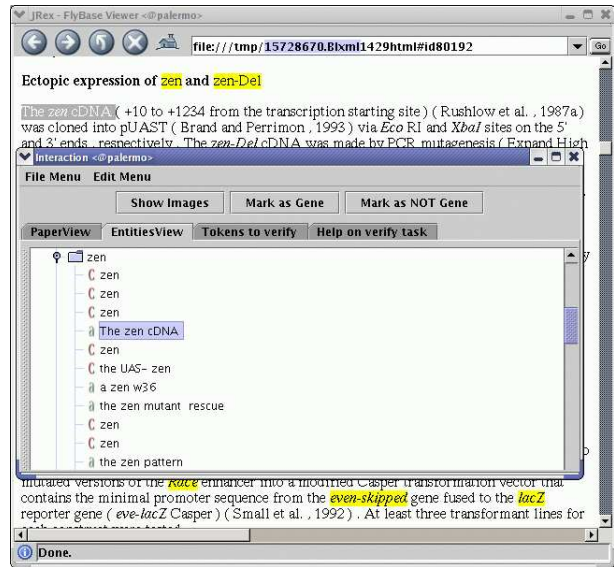 JRex - FlyBase Viewer <@palermo>
file:///tmp/15728670.Blxml1429html#id80192
Go
Ectopic expression of zen and zen-Del
The zen cDNA ( +10 to +1234 from the transcription starting site ) ( Rushlow et al. , 1987a)
was cloned into pUAST ( Brand and Perrimon , 1993 ) via Eco RI and XbaI sites on the 5'
and 3' ends , respectively . The zen-Del cDNA was made by PCR mutagenesis ( Expand High
Interaction <@palermo>
File Menu Edit Menu
Show Images Mark as Gene Mark as NOT Gene
PaperView EntitiesView Tokens to verify Help on verify task
zen
C zen
C zen
C zen
a The zen cDNA
C zen
C the UAS- zen
a a zen w36
a the zen mutant rescue
C zen
C zen
a the zen pattern
mutated versions of the Race enhancer into a modified Casper transformation vector that
contains the minimal promoter sequence from the even-skipped gene fused to the lacZ
reporter gene ( eve-lacZ Casper ) ( Small et al. , 1992 ) . At least three transformant lines for
Done.